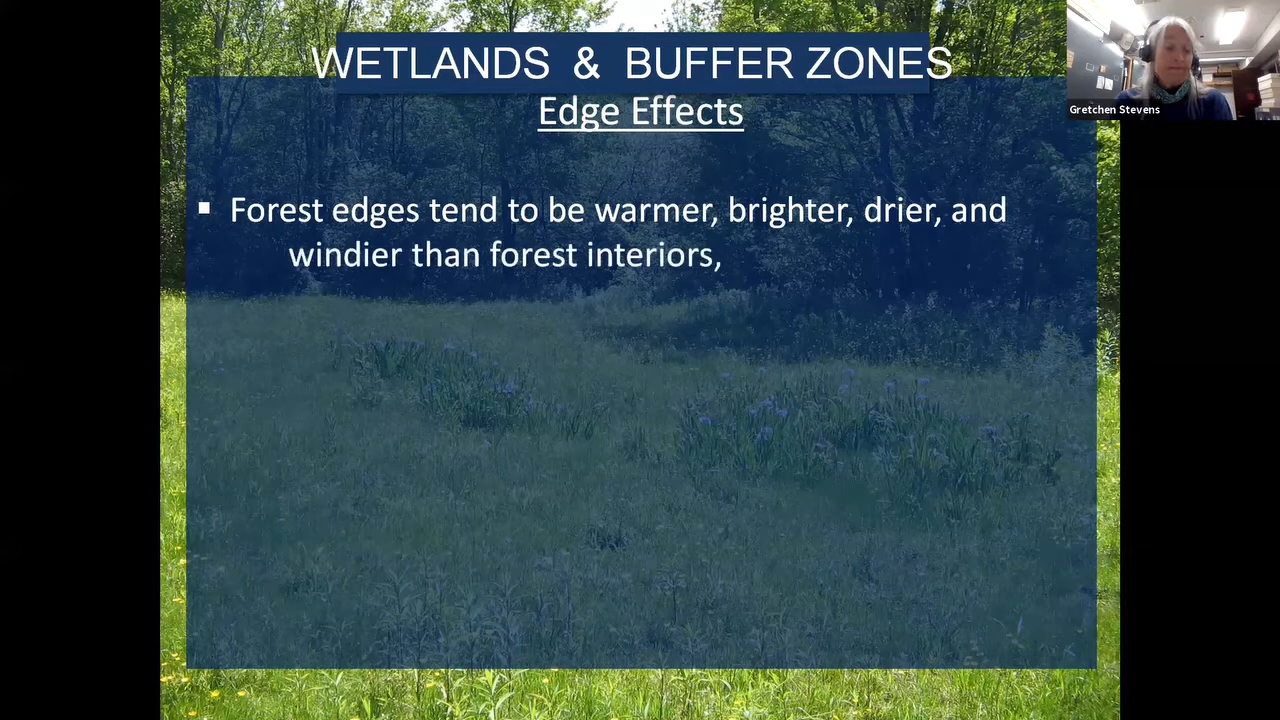 WETLANDS & BUFFER ZONES
Edge Effects
Gretchen Stevens
▪ Forest edges tend to be warmer, brighter, drier, and
windier than forest interiors,